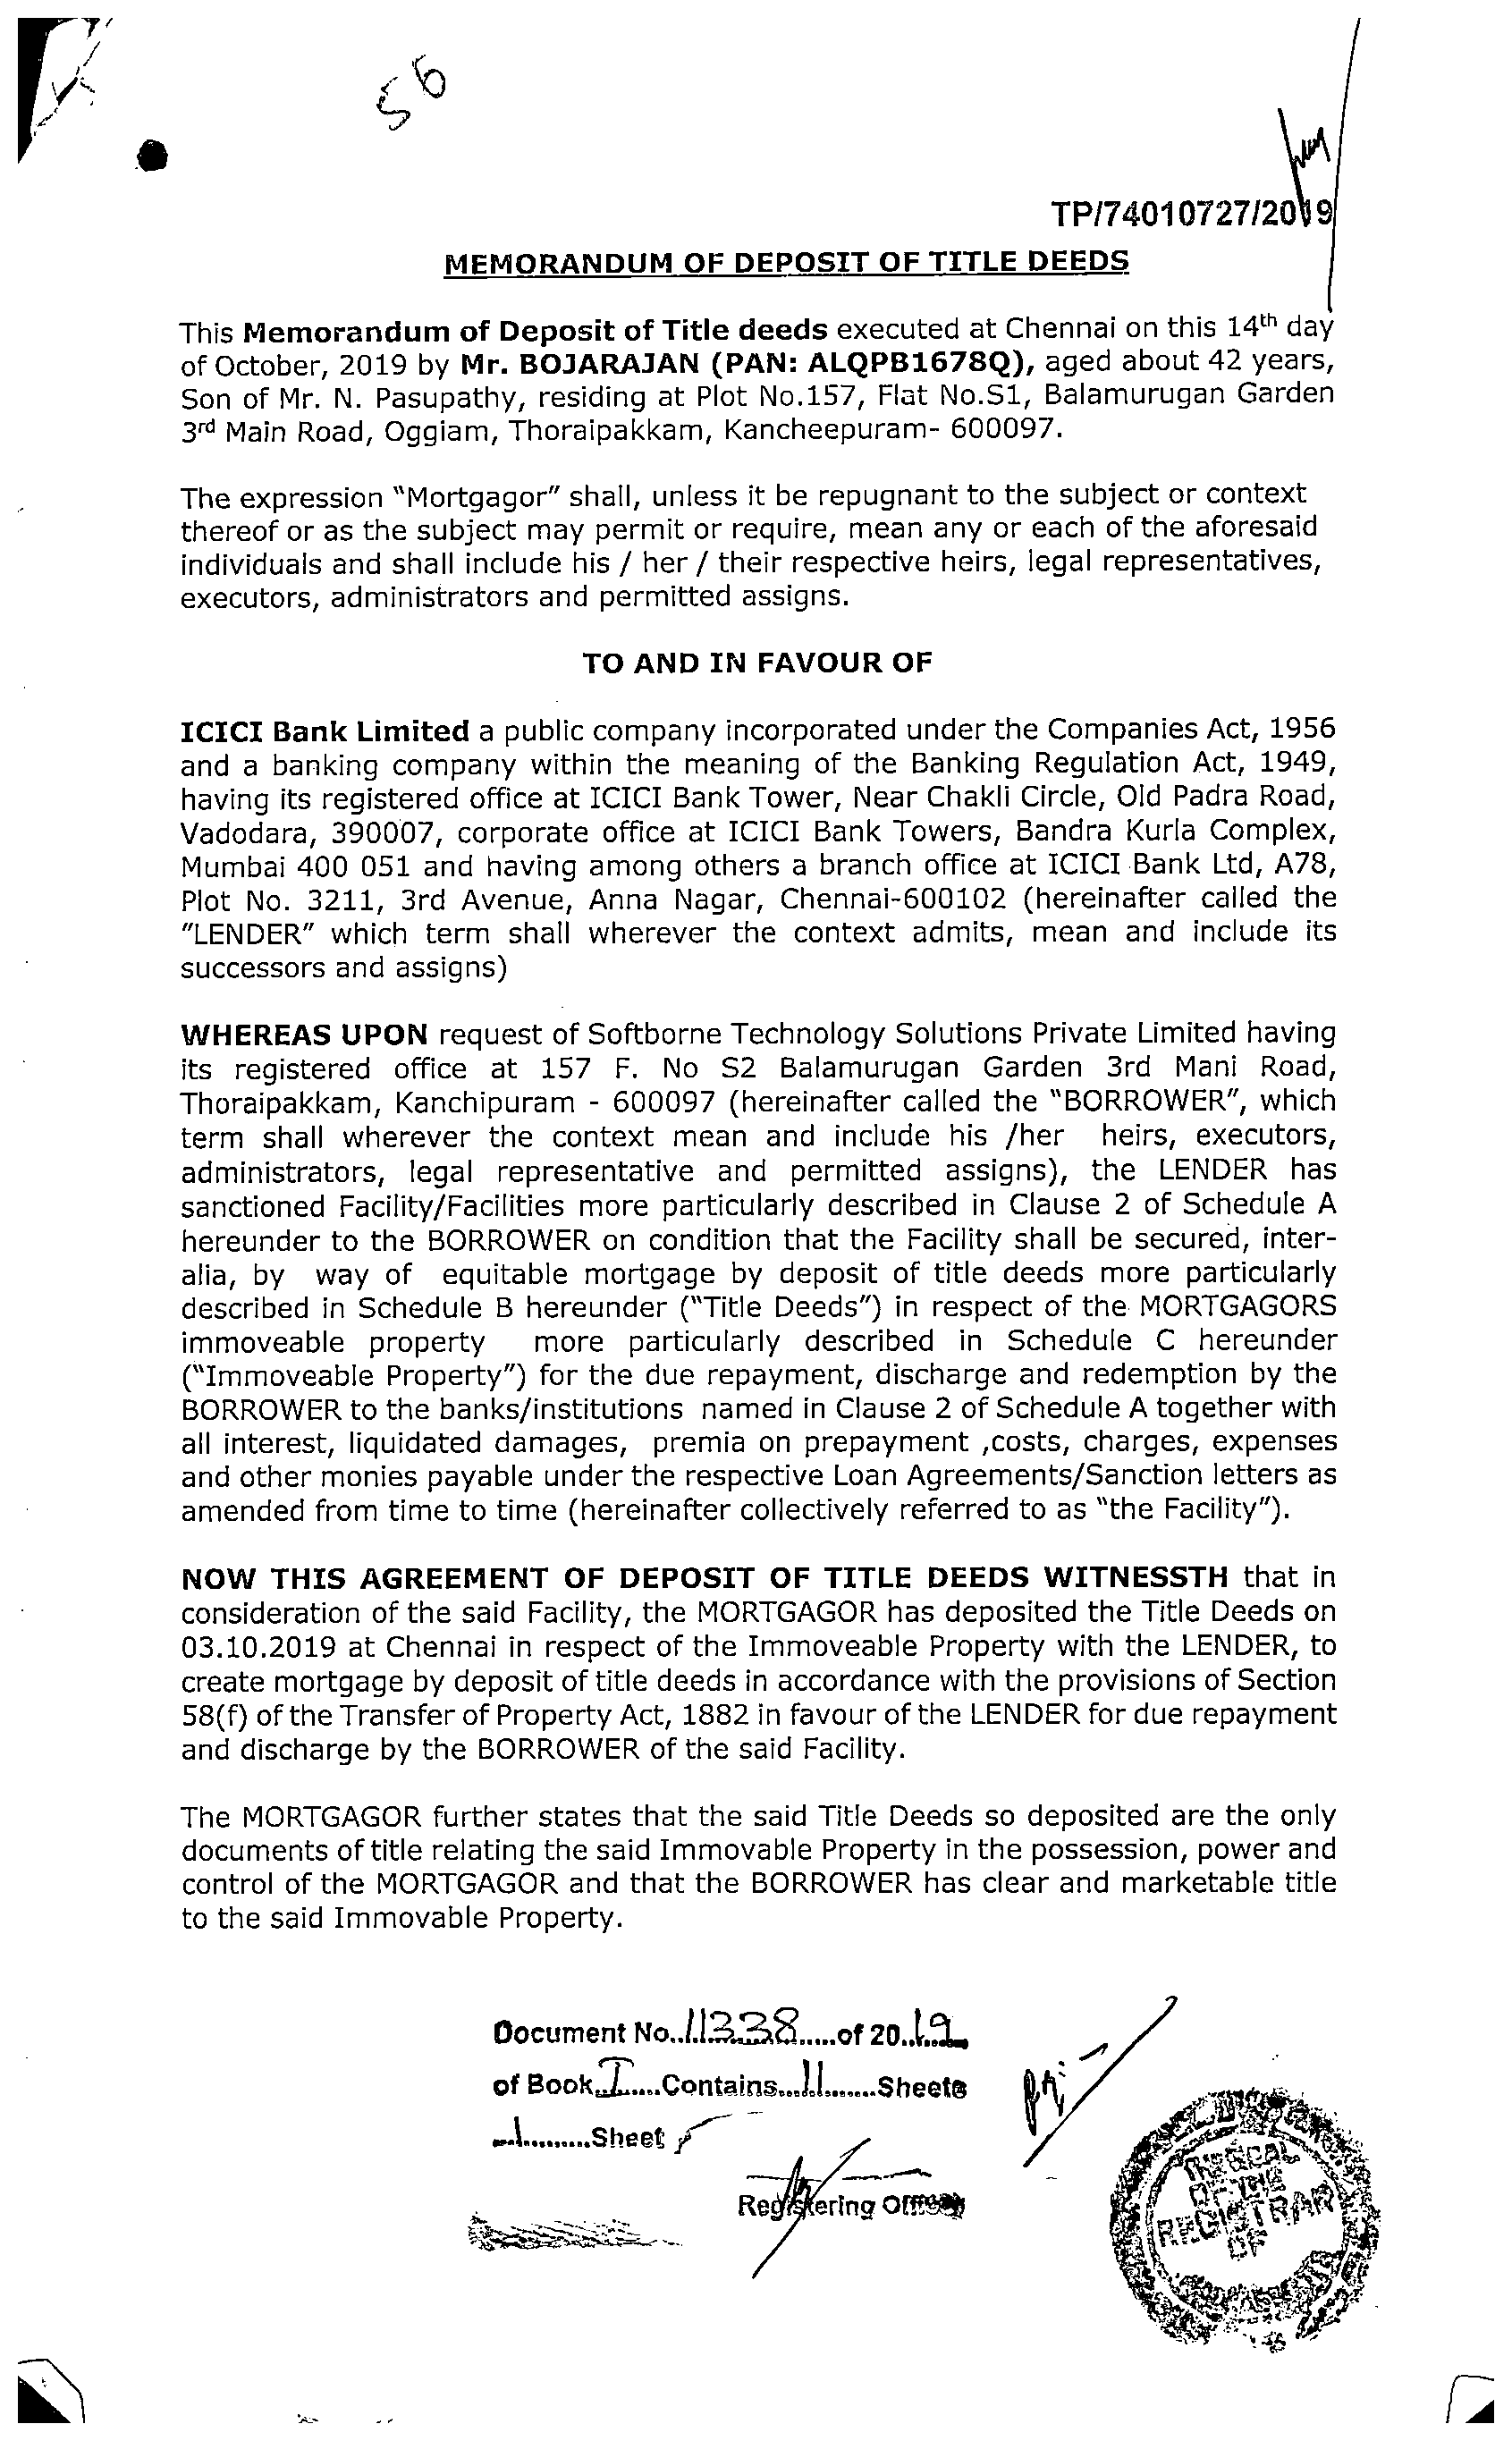 56
TP/74010727/2019
MEMORANDUM OF DEPOSIT OF TITLE DEEDS
This Memorandum of Deposit of Title deeds executed at Chennai on this 14th day
of October, 2019 by Mr. BOJARAJAN (PAN: ALQPB1678Q), aged about 42 years,
Son of Mr. N. Pasupathy, residing at Plot No.157, Flat No.S1, Balamurugan Garden
3rd Main Road, Oggiam, Thoraipakkam, Kancheepuram- 600097.
The expression "Mortgagor" shall, unless it be repugnant to the subject or context
thereof or as the subject may permit or require, mean any or each of the aforesaid
individuals and shall include his / her / their respective heirs, legal representatives,
executors, administrators and permitted assigns.
TO AND IN FAVOUR OF
ICICI Bank Limited a public company incorporated under the Companies Act, 1956
and a banking company within the meaning of the Banking Regulation Act, 1949,
having its registered office at ICICI Bank Tower, Near Chakli Circle, Old Padra Road,
Vadodara, 390007, corporate office at ICICI Bank Towers, Bandra Kurla Complex,
Mumbai 400 051 and having among others a branch office at ICICI Bank Ltd, A78,
Plot No. 3211, 3rd Avenue, Anna Nagar, Chennai-600102 (hereinafter called the
"LENDER" which term shall wherever the context admits, mean and include its
successors and assigns)
WHEREAS UPON request of Softborne Technology Solutions Private Limited having
its registered office at 157 F. No S2 Balamurugan Garden 3rd Mani Road,
Thoraipakkam, Kanchipuram - 600097 (hereinafter called the "BORROWER", which
term shall wherever the context mean and include his /her heirs, executors,
administrators, legal representative and permitted assigns), the LENDER has
sanctioned Facility/Facilities more particularly described in Clause 2 of Schedule A
hereunder to the BORROWER on condition that the Facility shall be secured, inter-
alia, by way of equitable mortgage by deposit of title deeds more particularly
described in Schedule B hereunder ("Title Deeds") in respect of the MORTGAGORS
immoveable property more particularly described in Schedule C hereunder
("Immoveable Property") for the due repayment, discharge and redemption by the
BORROWER to the banks/institutions named in Clause 2 of Schedule A together with
all interest, liquidated damages, premia on prepayment ,costs, charges, expenses
and other monies payable under the respective Loan Agreements/Sanction letters as
amended from time to time (hereinafter collectively referred to as "the Facility").
NOW THIS AGREEMENT OF DEPOSIT OF TITLE DEEDS WITNESSTH that in
consideration of the said Facility, the MORTGAGOR has deposited the Title Deeds on
03.10.2019 at Chennai in respect of the Immoveable Property with the LENDER, to
create mortgage by deposit of title deeds in accordance with the provisions of Section
58(f) of the Transfer of Property Act, 1882 in favour of the LENDER for due repayment
and discharge by the BORROWER of the said Facility.
The MORTGAGOR further states that the said Title Deeds so deposited are the only
documents of title relating the said Immovable Property in the possession, power and
control of the MORTGAGOR and that the BORROWER has clear and marketable title
to the said Immovable Property.
Document No..11338.....of 20..19
of Book..I.....Contains...11.......Sheets
...1.........Sheet
Registering Officer
SEAL
OF THE
REGISTRAR
OF